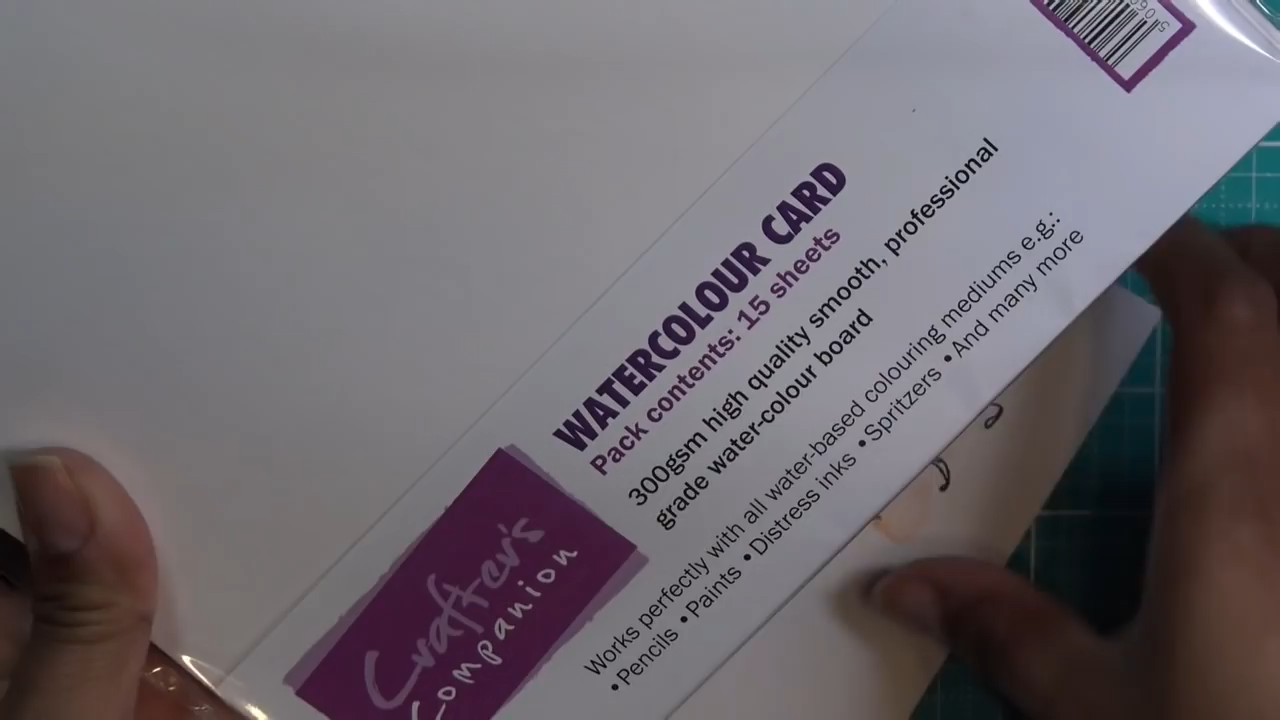 Crafter's
Companion
WATERCOLOUR CARD
Pack contents: 15 sheets
300gsm high quality smooth, professional
grade water-colour board
Works perfectly with all water-based colouring mediums e.g.:
•Pencils •Paints •Distress inks •Spritzers •And many more